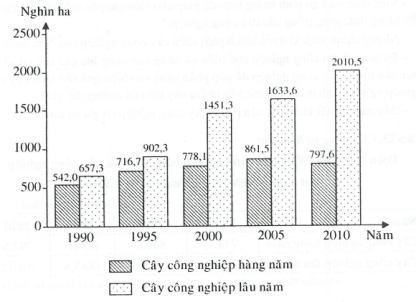 Nghìn ha
2500
2000
1500
1000
500
0
542,0 657,3
716,7 902,3
778,1 1451,3
861,5 1633,6
797,6 2010,5
1990 1995 2000 2005 2010 Năm
Cây công nghiệp hàng năm
Cây công nghiệp lâu năm